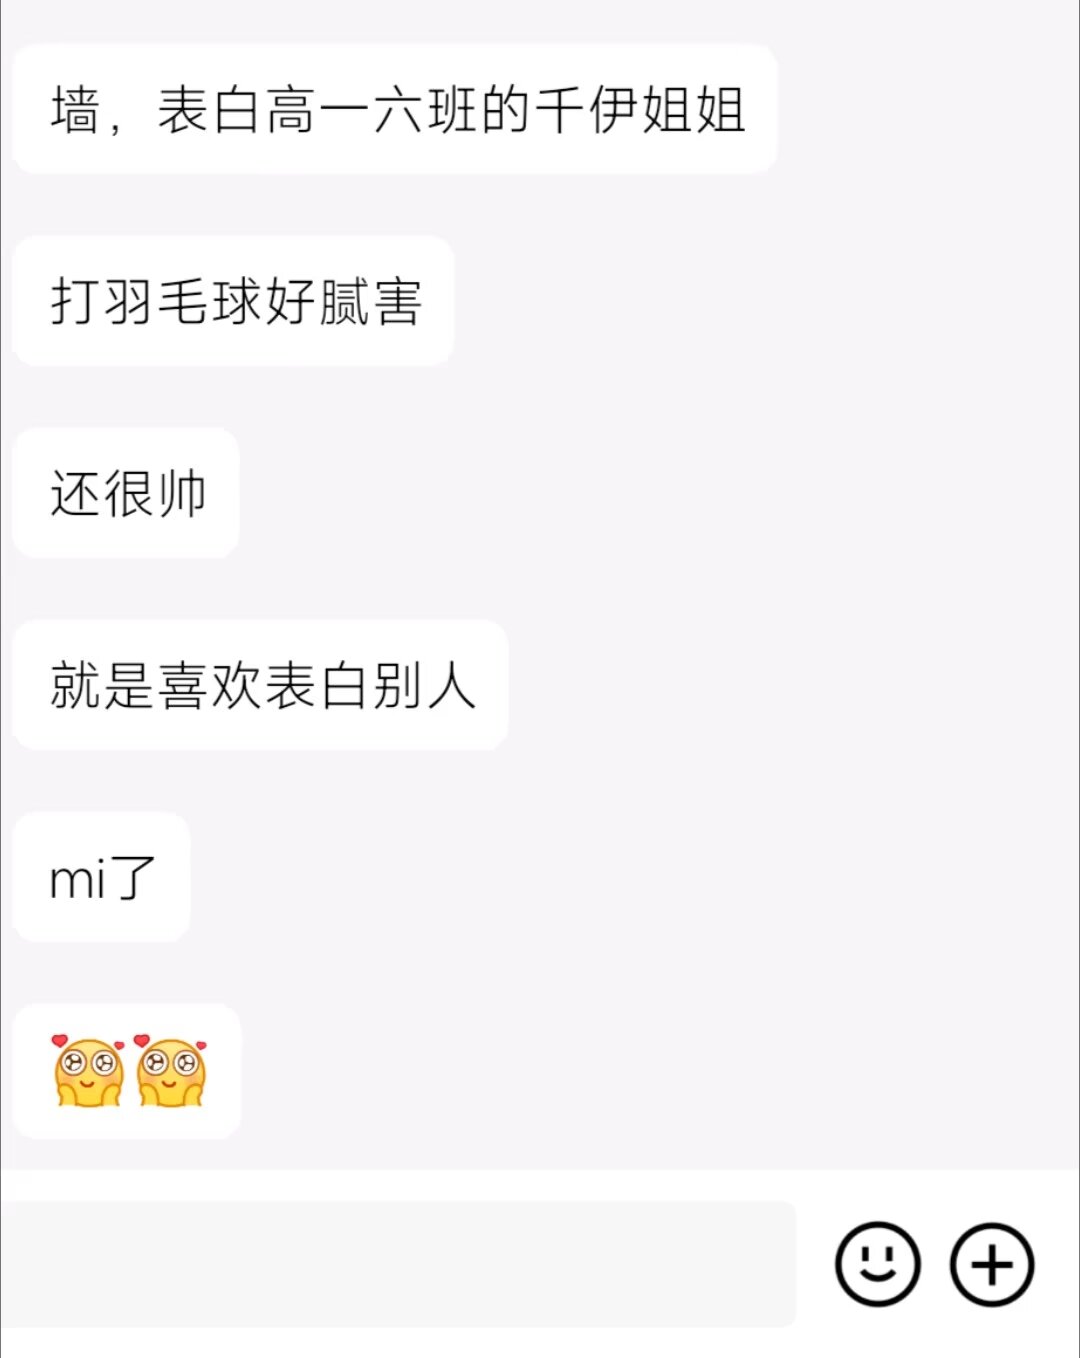 墙，表白高一六班的千伊姐姐
打羽毛球好腻害
还很帅
就是喜欢表白别人
mi了